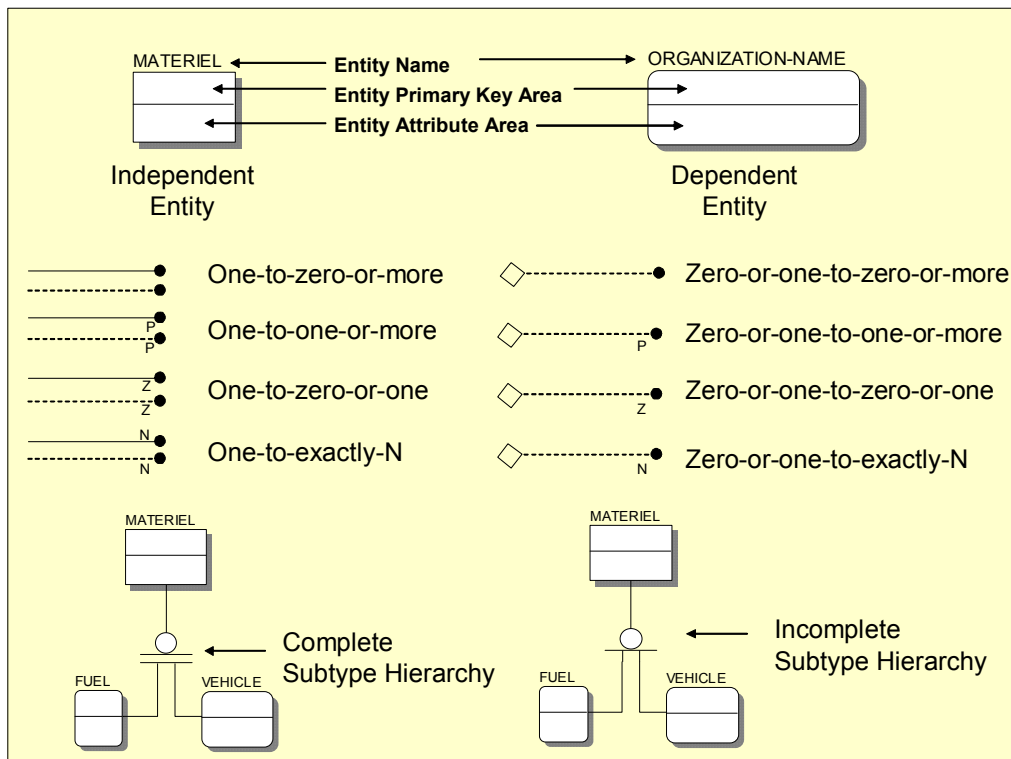 MATERIEL
Entity Name
ORGANIZATION-NAME
Entity Primary Key Area
Entity Attribute Area
Independent
Entity
Dependent
Entity
One-to-zero-or-more
Zero-or-one-to-zero-or-more
P
P
One-to-one-or-more
P
Zero-or-one-to-one-or-more
Z
Z
One-to-zero-or-one
Z
Zero-or-one-to-zero-or-one
N
N
One-to-exactly-N
N
Zero-or-one-to-exactly-N
MATERIEL
Complete
Subtype Hierarchy
FUEL
VEHICLE
MATERIEL
Incomplete
Subtype Hierarchy
FUEL
VEHICLE